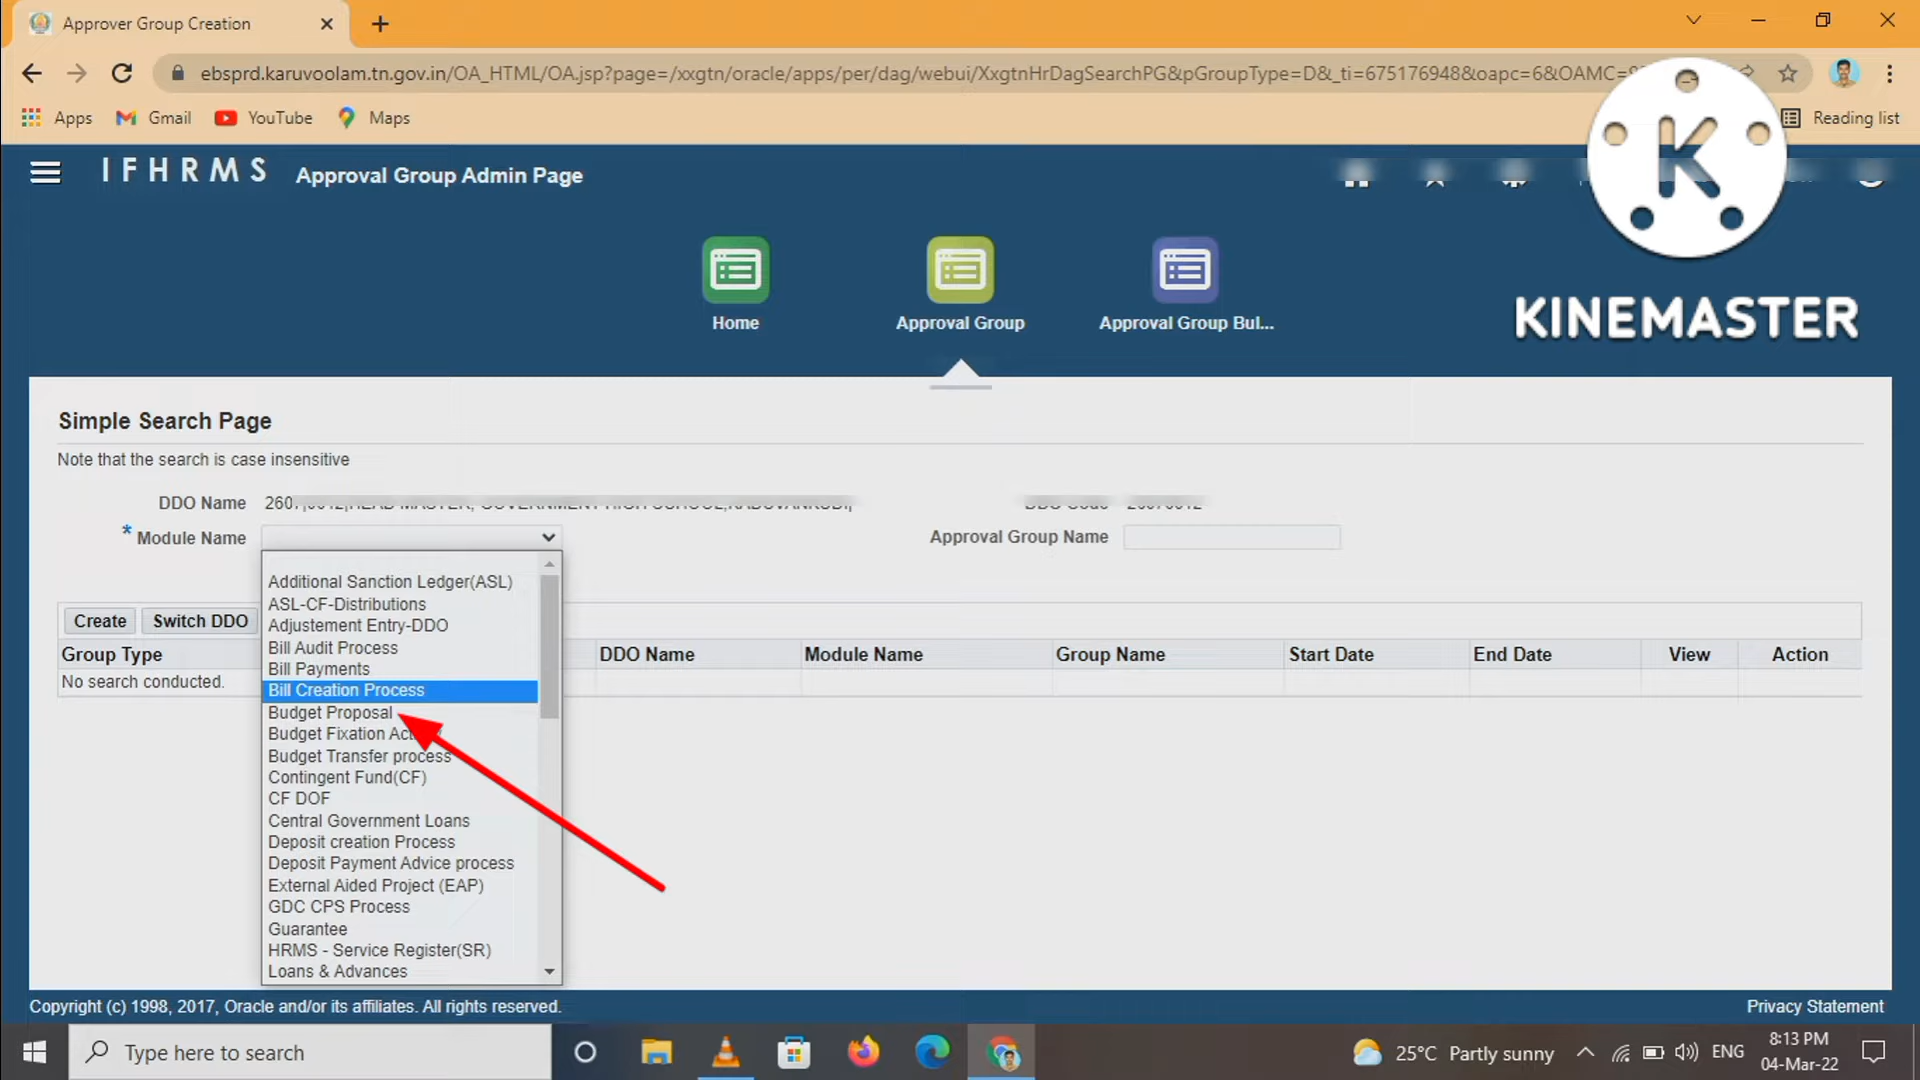 Approver Group Creation
ebsprd.karuvoolam.tn.gov.in/OA_HTML/OA.jsp?page=/xxgtn/oracle/apps/per/dag/webui/XxgtnHrDagSearchPG&pGroupType=D&_ti=675176948&oapc=6&OAMC=
Apps Gmail YouTube Maps Reading list
IFHRMS Approval Group Admin Page
K
KINEMASTER
Home Approval Group Approval Group Bul...
Simple Search Page
Note that the search is case insensitive
DDO Name
* Module Name Approval Group Name
Additional Sanction Ledger(ASL)
ASL-CF-Distributions
Adjustement Entry-DDO
Bill Audit Process
Bill Payments
Bill Creation Process
Budget Proposal
Budget Fixation
Budget Transfer process
Contingent Fund(CF)
CF DOF
Central Government Loans
Deposit creation Process
Deposit Payment Advice process
External Aided Project (EAP)
GDC CPS Process
Guarantee
HRMS - Service Register(SR)
Loans & Advances
Create Switch DDO
Group Type DDO Name Module Name Group Name Start Date End Date View Action
No search conducted.
Copyright (c) 1998, 2017, Oracle and/or its affiliates. All rights reserved. Privacy Statement
Type here to search
25°C Partly sunny ENG
8:13 PM
04-Mar-22